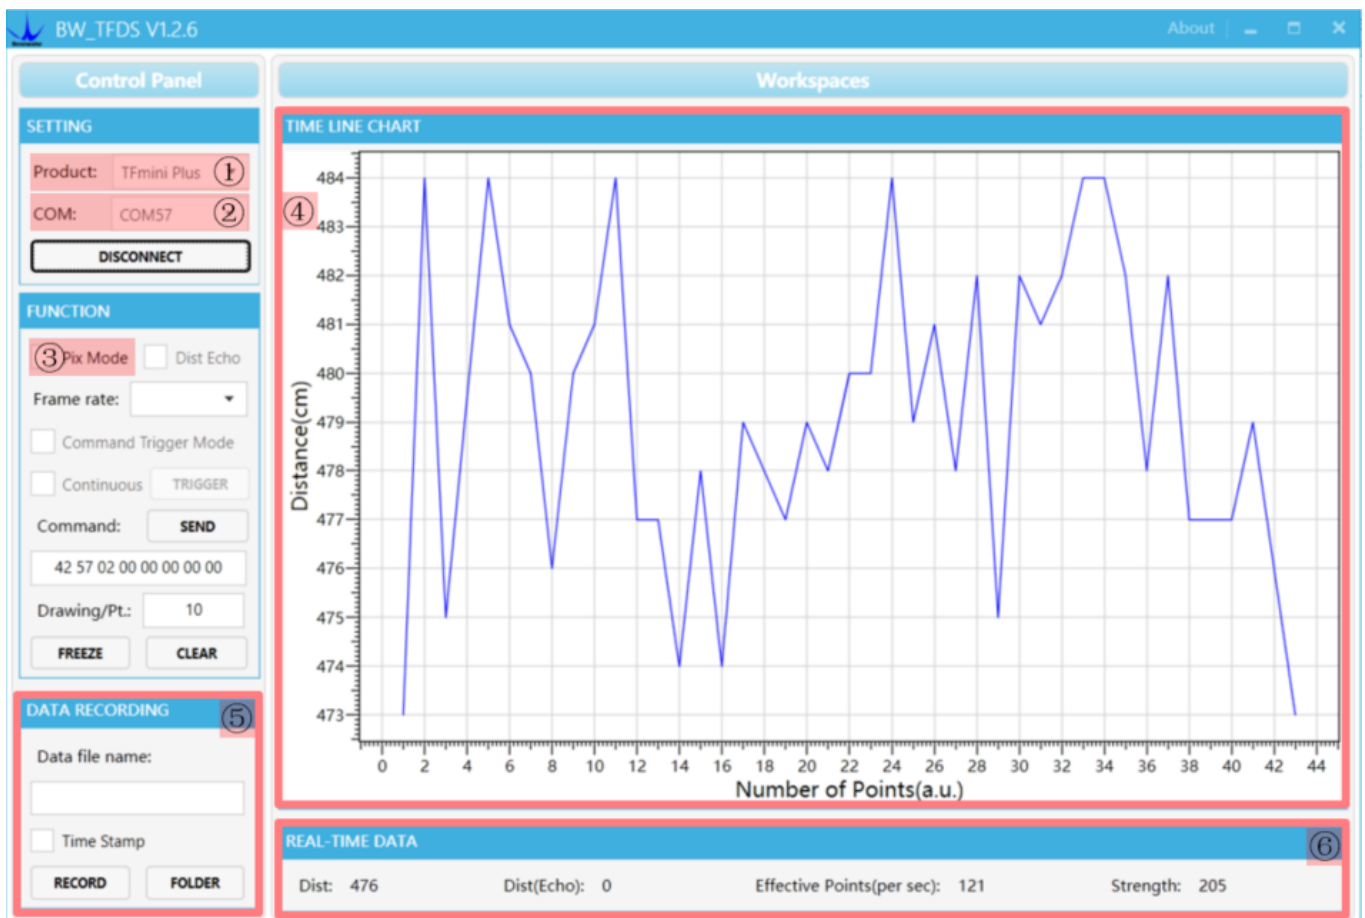 BW_TFDS V1.2.6
About
Control Panel
Workspaces
SETTING
Product: TFmini Plus ①
COM: COM57 ②
DISCONNECT
FUNCTION
③ Pix Mode Dist Echo
Frame rate:
Command Trigger Mode
Continuous TRIGGER
Command: SEND
42 57 02 00 00 00 00 00
Drawing/Pt.: 10
FREEZE CLEAR
DATA RECORDING ⑤
Data file name:
Time Stamp
RECORD FOLDER
TIME LINE CHART
④
484
483
482
481
480
479
478
477
476
475
474
473
Distance(cm)
0 2 4 6 8 10 12 14 16 18 20 22 24 26 28 30 32 34 36 38 40 42 44
Number of Points(a.u.)
REAL-TIME DATA ⑥
Dist: 476 Dist(Echo): 0 Effective Points(per sec): 121 Strength: 205